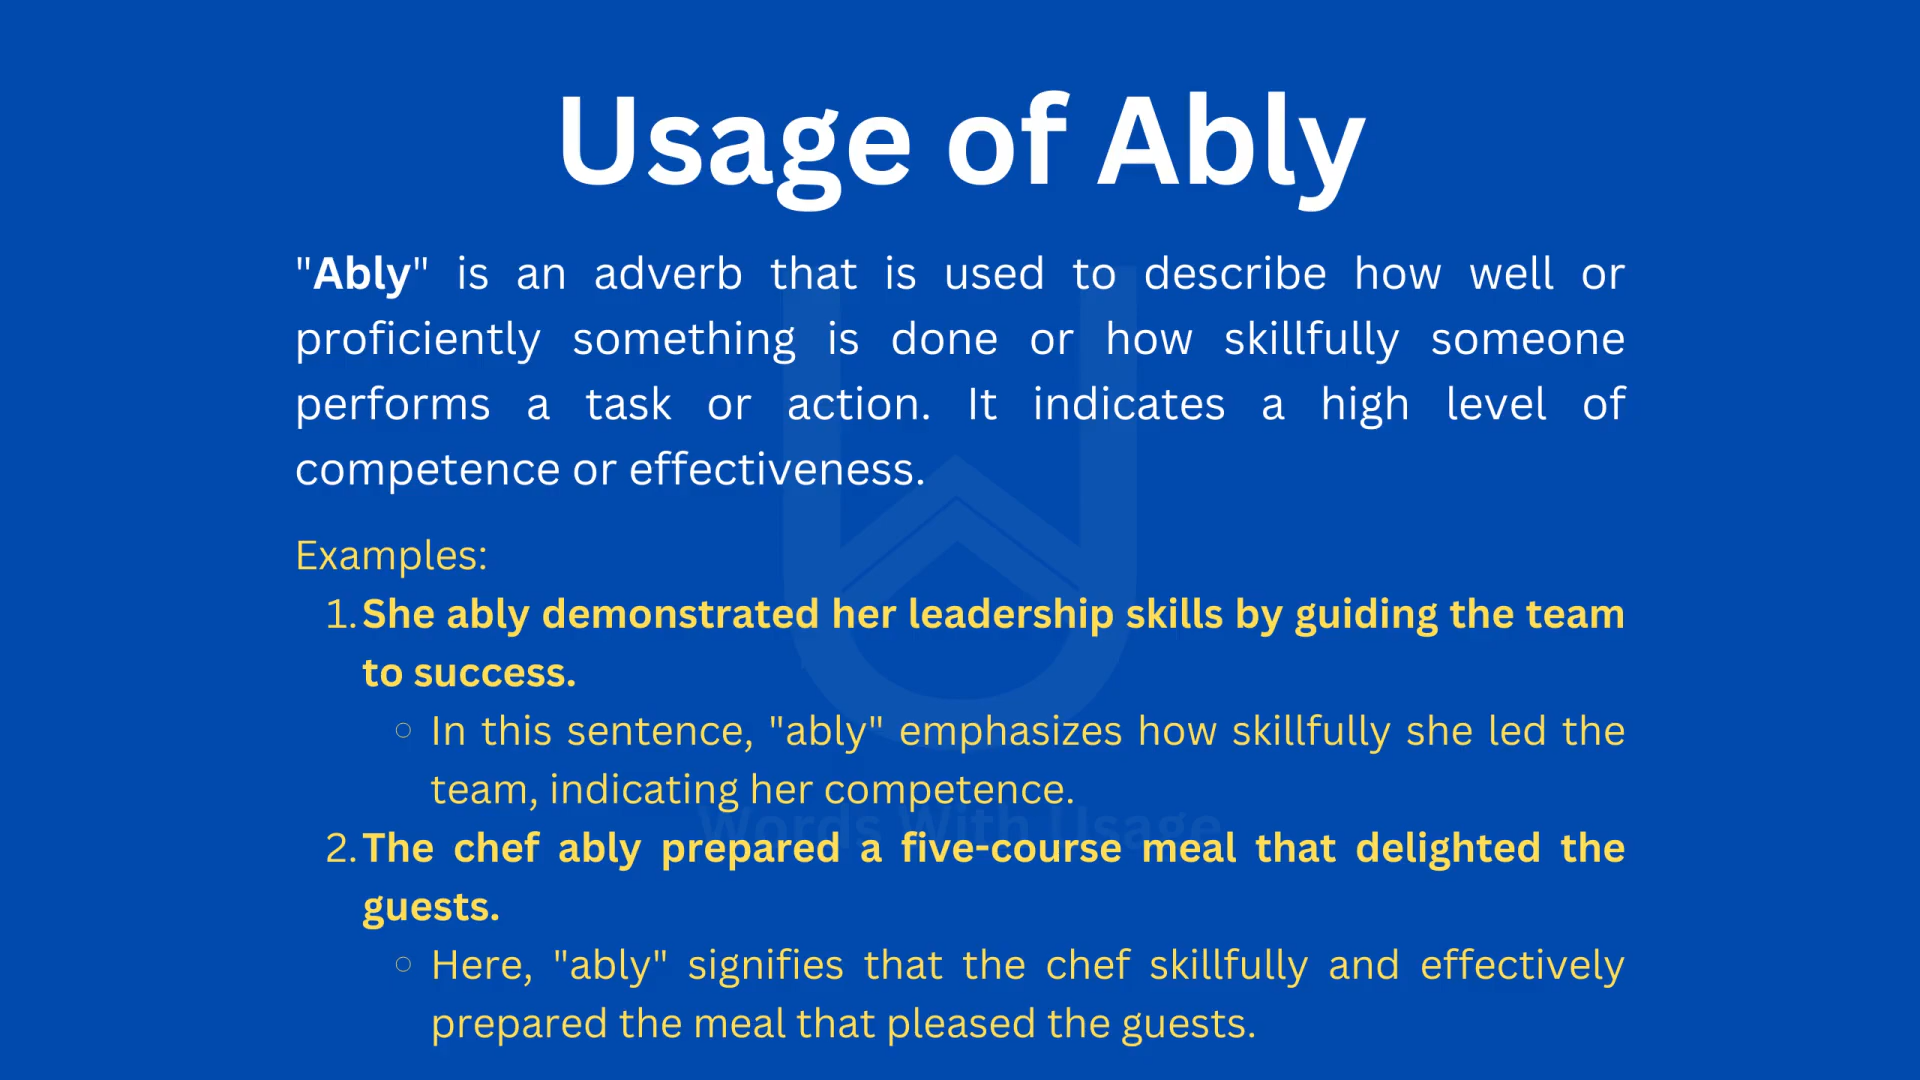 Usage of Ably
"Ably" is an adverb that is used to describe how well or
proficiently something is done or how skillfully someone
performs a task or action. It indicates a high level of
competence or effectiveness.
Examples:
1. She ably demonstrated her leadership skills by guiding the team
to success.
○ In this sentence, "ably" emphasizes how skillfully she led the
team, indicating her competence.
Words With Usage
2. The chef ably prepared a five-course meal that delighted the
guests.
○ Here, "ably" signifies that the chef skillfully and effectively
prepared the meal that pleased the guests.